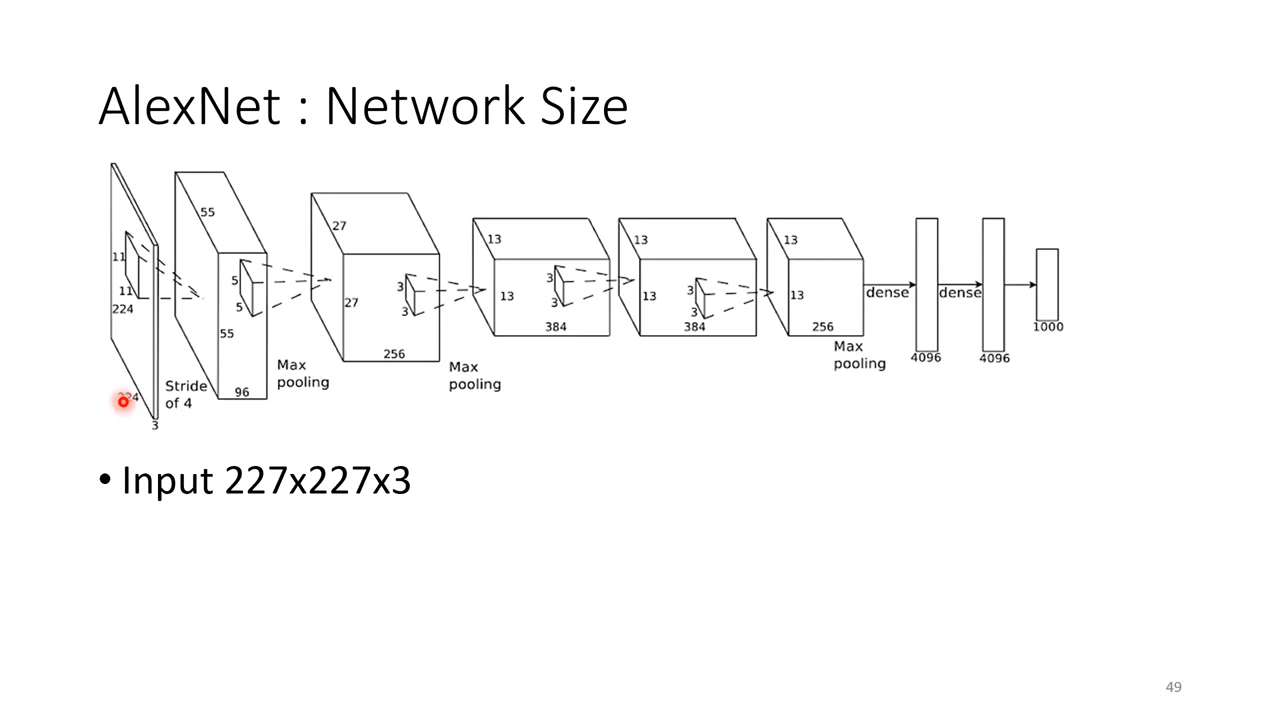 AlexNet : Network Size
11
11
224
224
3
Stride
of 4
55
55
5
5
96
Max
pooling
27
27
3
3
256
Max
pooling
13
13
3
3
384
13
13
3
3
384
13
13
256
Max
pooling
dense
4096
dense
4096
1000
• Input 227x227x3
49